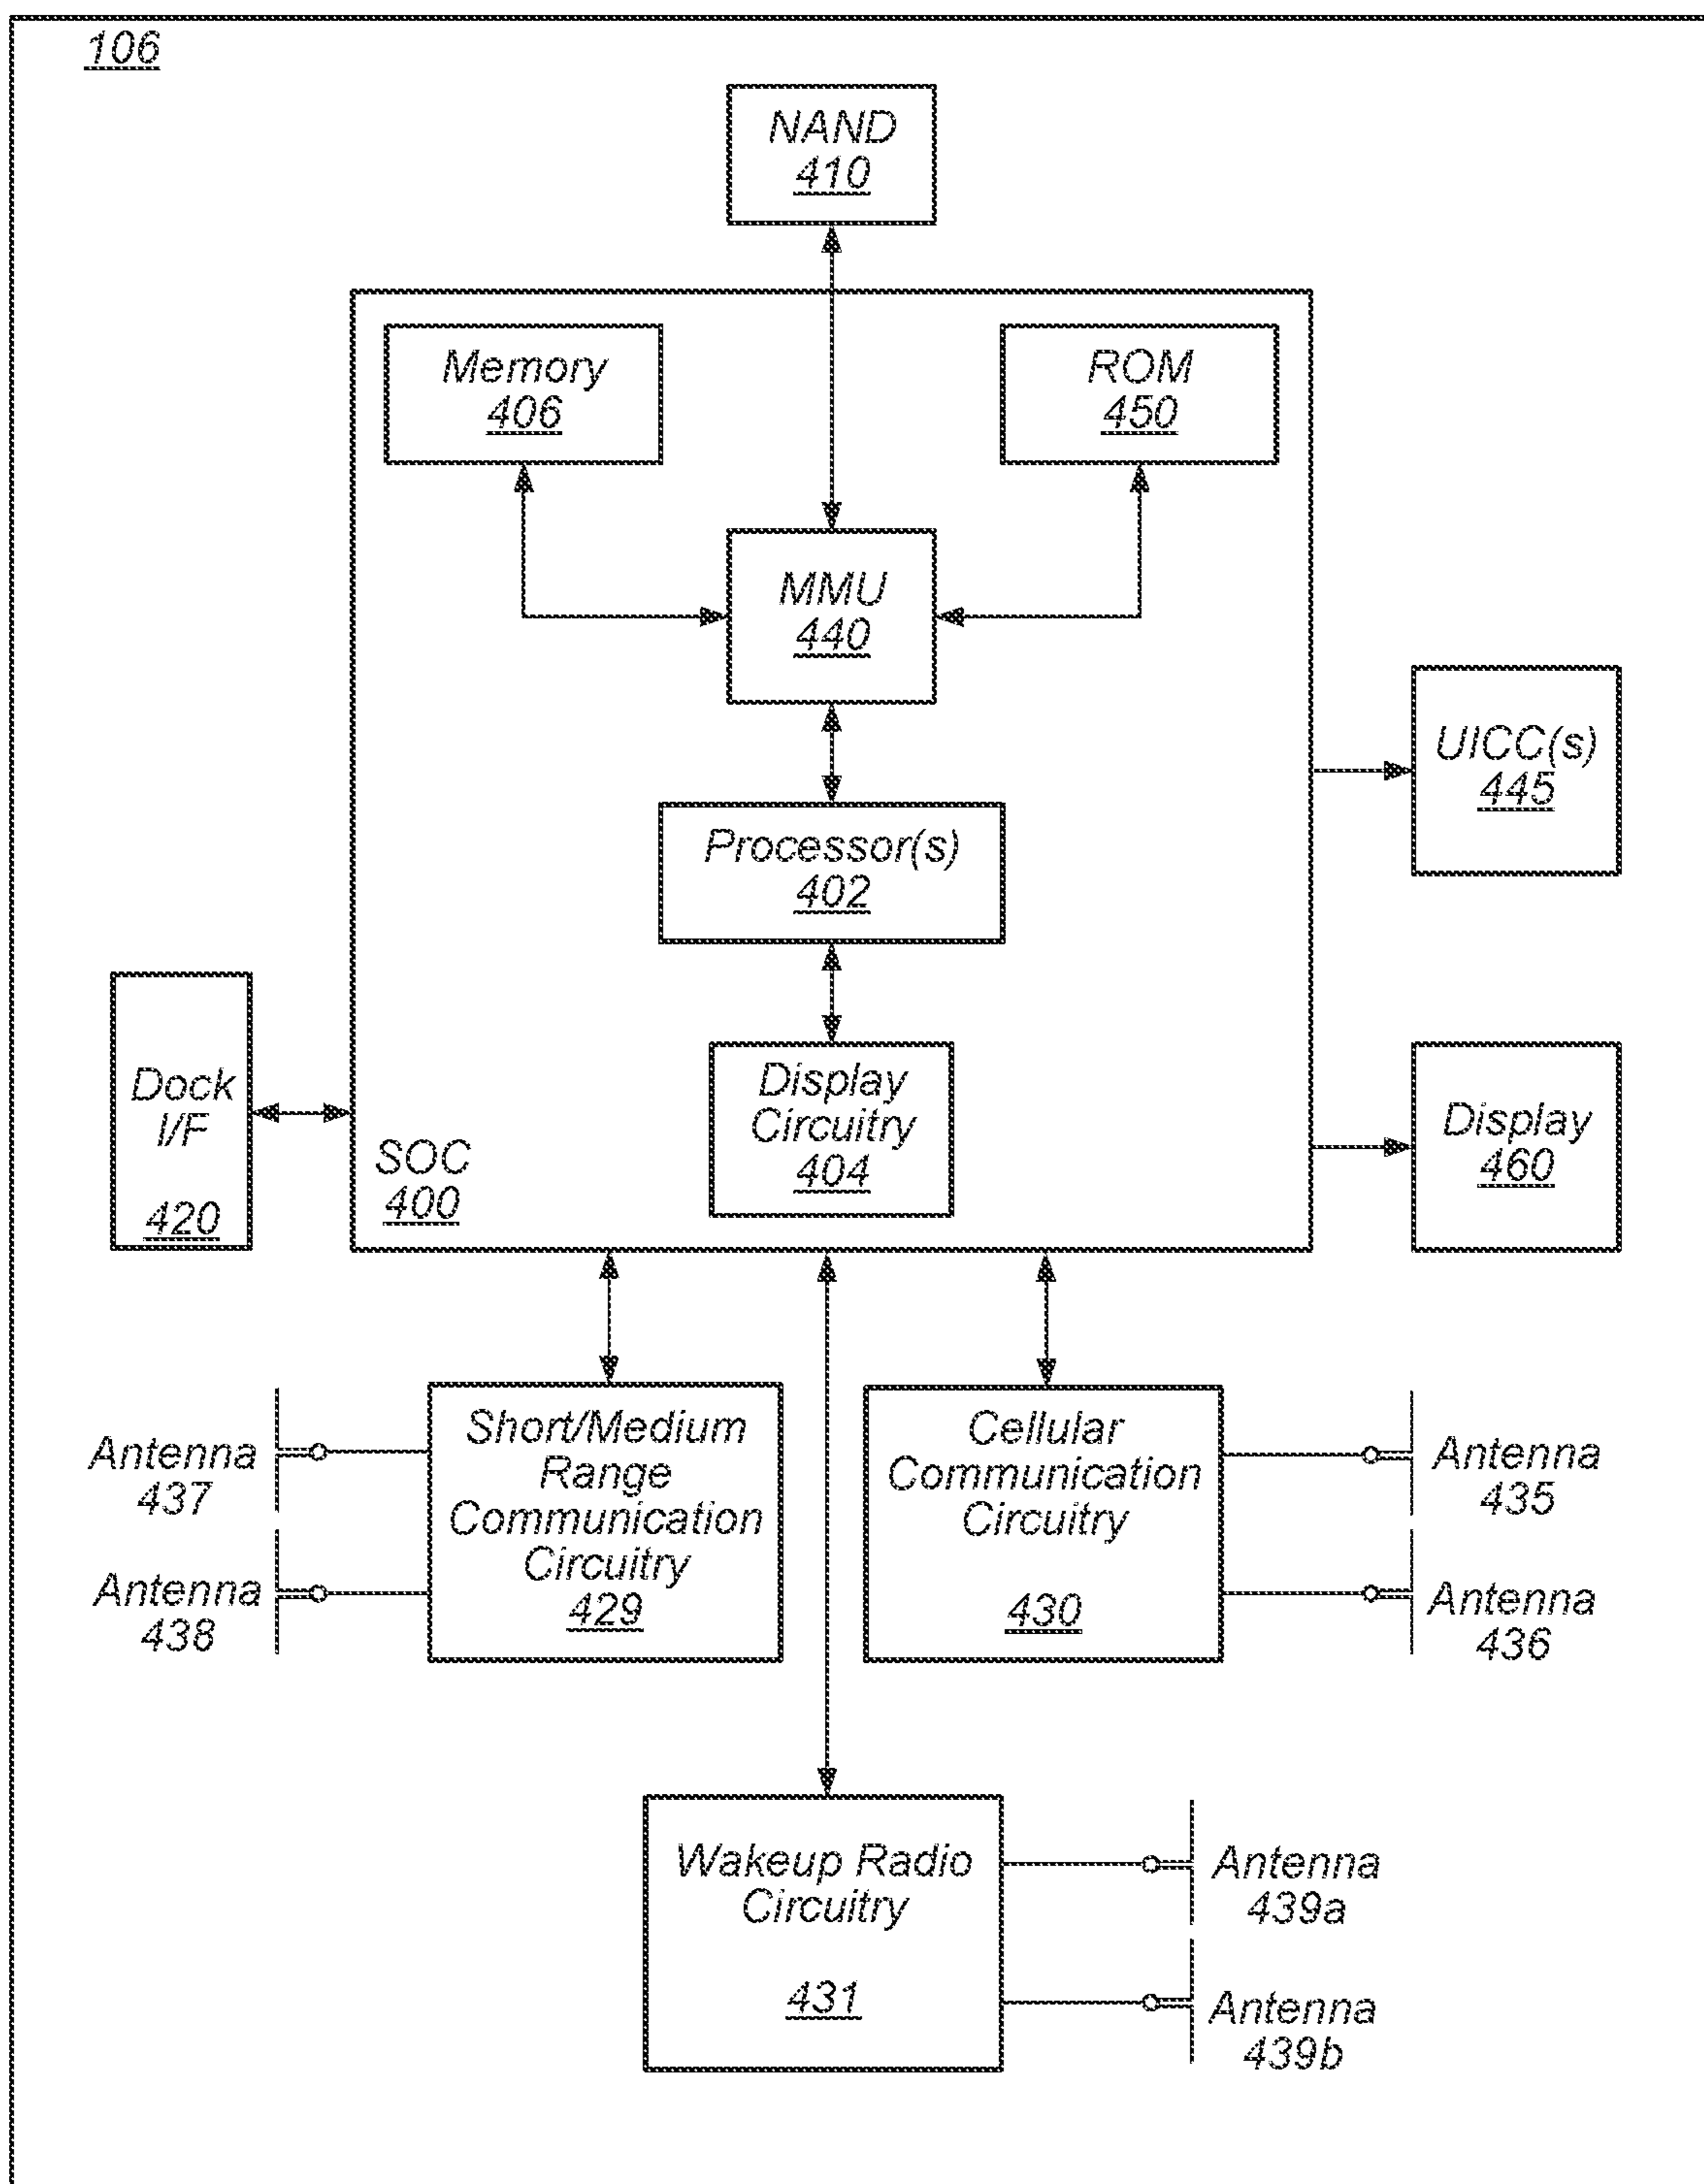 106
NAND
410
Memory
406
ROM
450
MMU
440
UICC(s)
445
Processor(s)
402
Dock
I/F
420
SOC
400
Display
Circuitry
404
Display
460
Antenna
437
Antenna
438
Short/Medium
Range
Communication
Circuitry
429
Cellular
Communication
Circuitry
430
Antenna
435
Antenna
436
Wakeup Radio
Circuitry
431
Antenna
439a
Antenna
439b